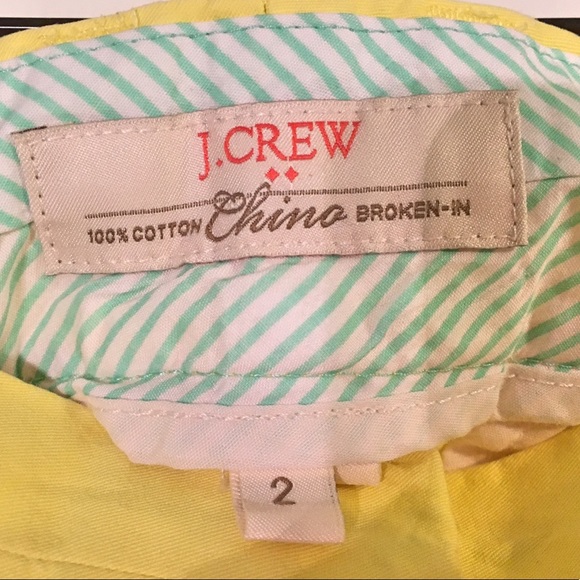 J.CREW
100% COTTON Chino BROKEN-IN
2